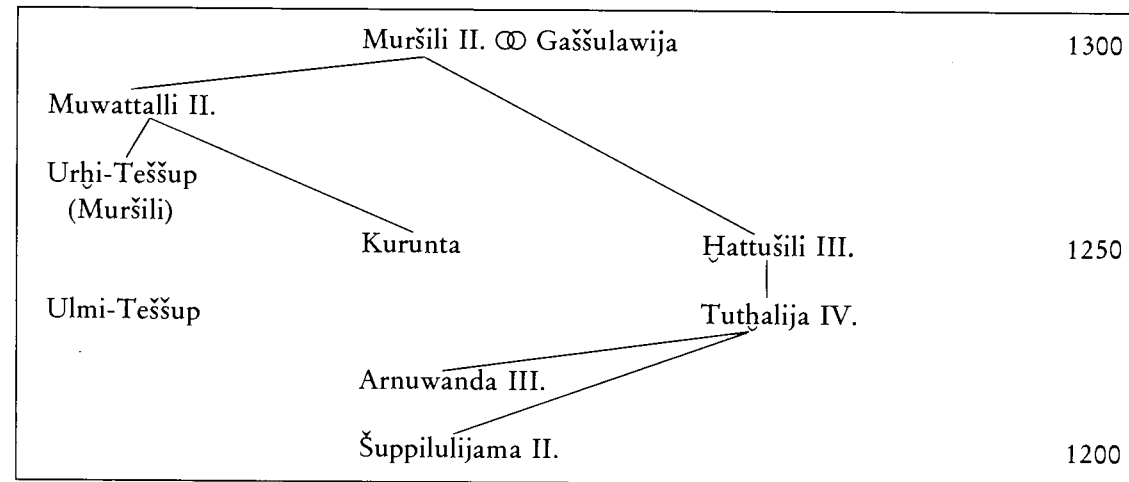 Muršili II. ⚭ Gaššulawija 1300
Muwattalli II.
Urḫi-Teššup
(Muršili)
Kurunta Ḫattušili III. 1250
Ulmi-Teššup Tutḫalija IV.
Arnuwanda III.
Šuppilulijama II. 1200